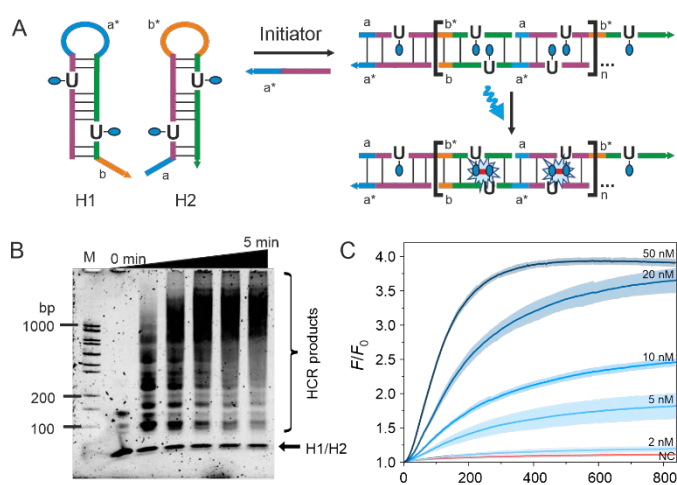 A
a*
b*
U
U
U
U
b
a
H1
H2
Initiator
a*
a
U
b*
U
a
U
b*
U
a*
b
U
a*
U
n
...
a
U
b*
U
a
U
b*
U
a*
b
U
a*
U
n
...
B
M
0 min
5 min
bp
1000
200
100
HCR products
H1/H2
C
F/F0
4.0
3.5
3.0
2.5
2.0
1.5
1.0
50 nM
20 nM
10 nM
5 nM
2 nM
NC
0
200
400
600
800